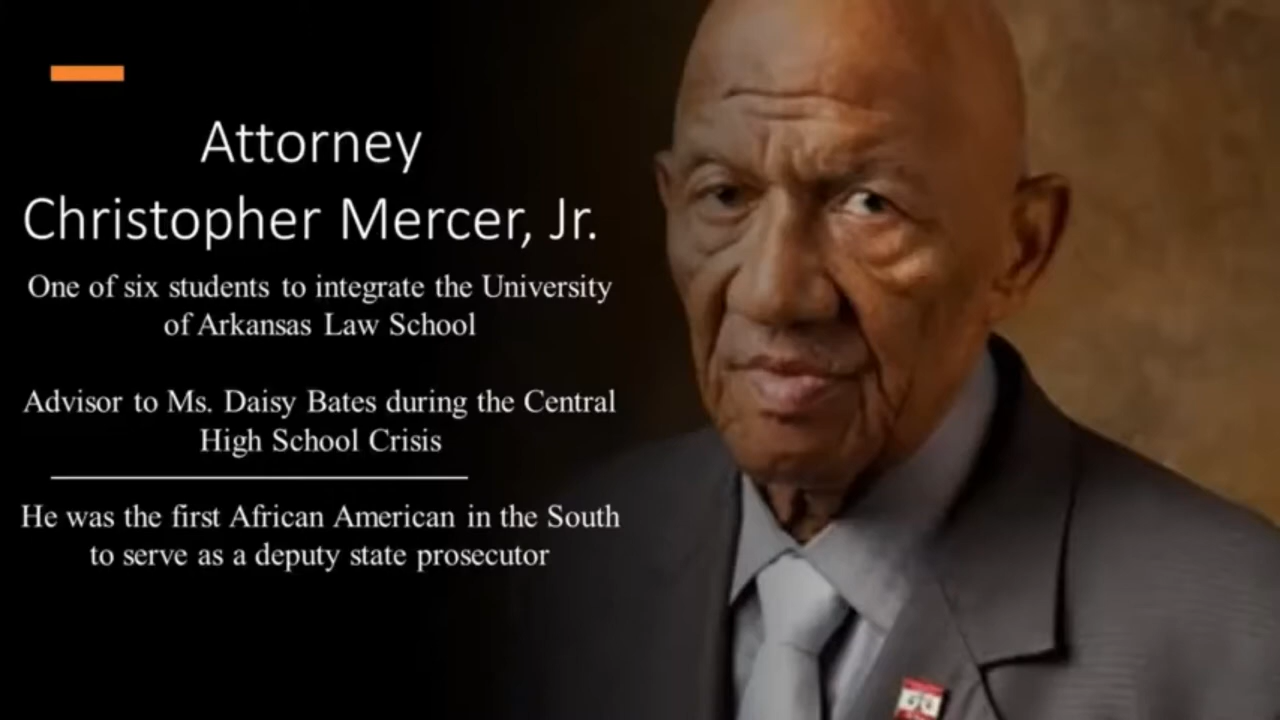 Attorney
Christopher Mercer, Jr.
One of six students to integrate the University
of Arkansas Law School
Advisor to Ms. Daisy Bates during the Central
High School Crisis
He was the first African American in the South
to serve as a deputy state prosecutor